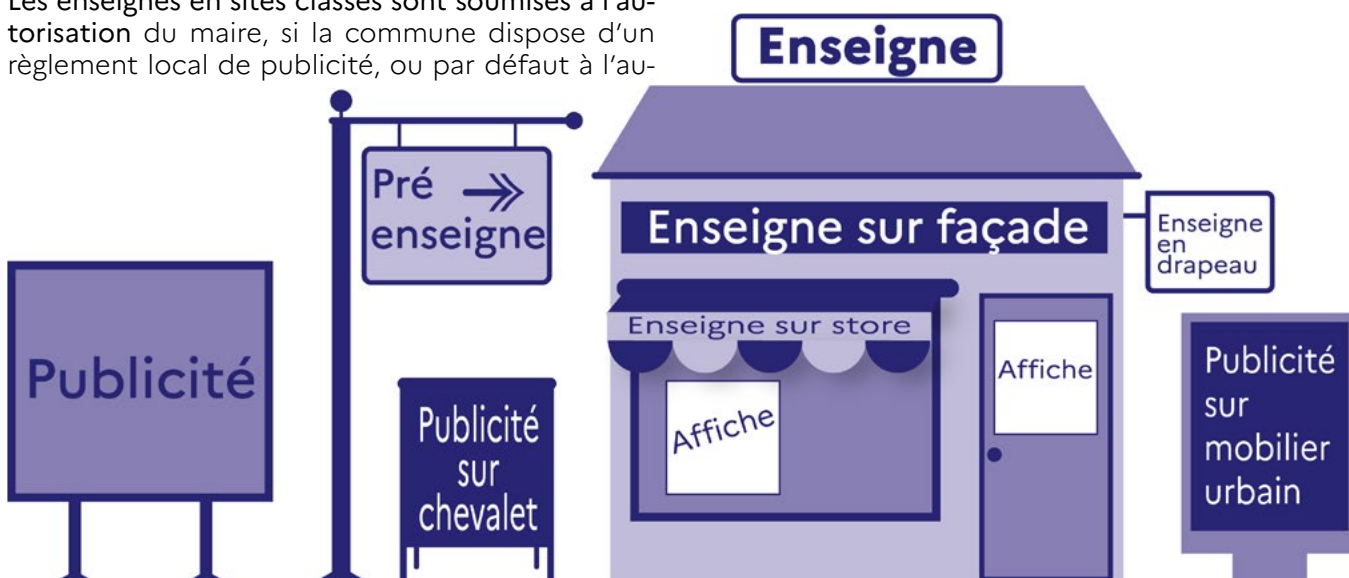 Les enseignes en sites classés sont soumises à l'au-
torisation du maire, si la commune dispose d'un
règlement local de publicité, ou par défaut à l'au-
Enseigne
Pré
enseigne
Enseigne sur façade
Enseigne
en
drapeau
Enseigne sur store
Publicité
Publicité
sur
chevalet
Affiche
Affiche
Publicité
sur
mobilier
urbain